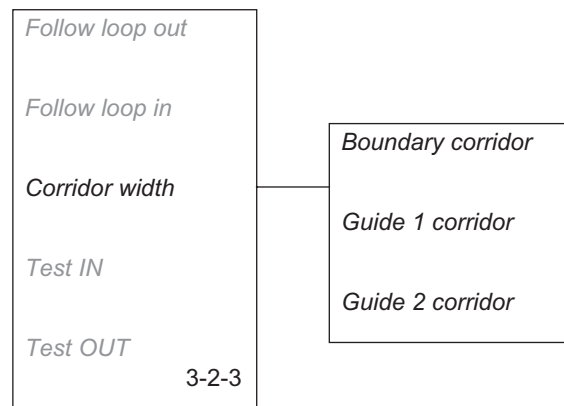 Follow loop out
Follow loop in
Corridor width
Test IN
Test OUT
3-2-3
Boundary corridor
Guide 1 corridor
Guide 2 corridor